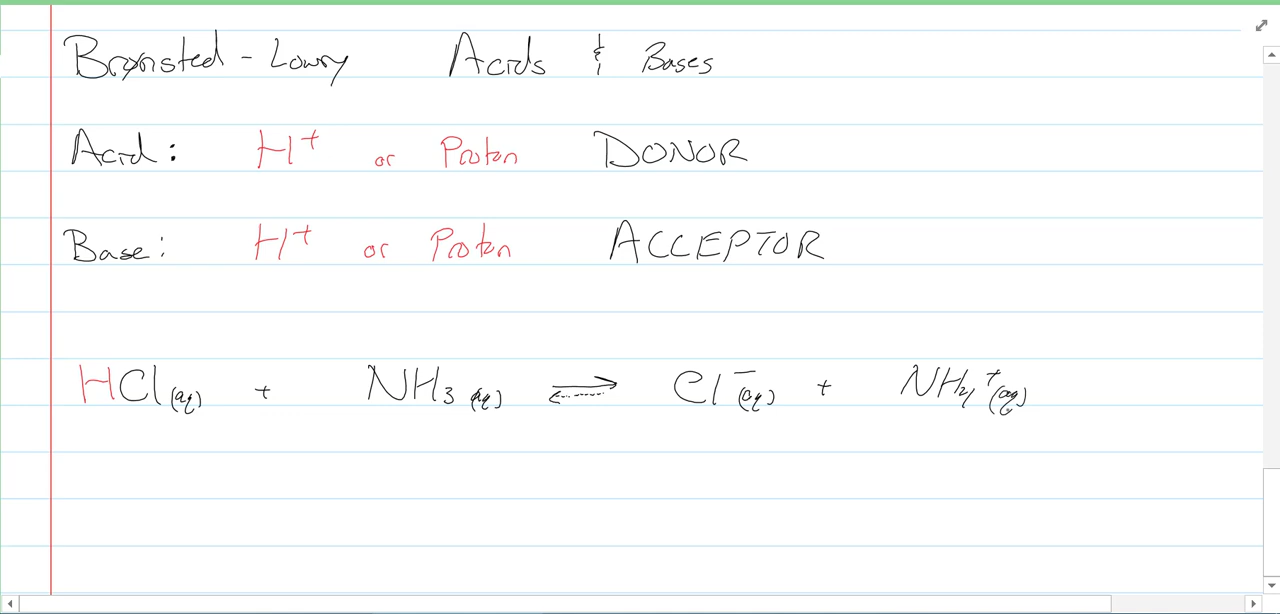 Brønsted - Lowry Acids & Bases
Acid: H⁺ or Proton DONOR
Base: H⁺ or Proton ACCEPTOR
HCl(aq) + NH₃(aq) ⇌ Cl⁻(aq) + NH₄⁺(aq)